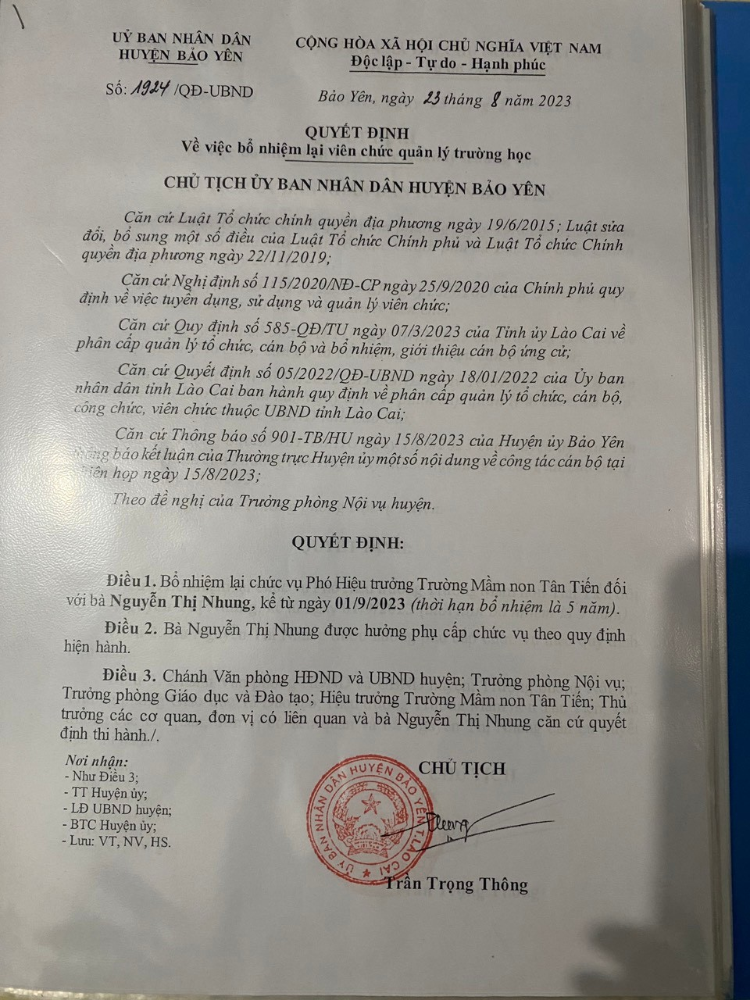 UỶ BAN NHÂN DÂN
HUYỆN BẢO YÊN
CỘNG HÒA XÃ HỘI CHỦ NGHĨA VIỆT NAM
Độc lập - Tự do - Hạnh phúc
Số: 1924 /QĐ-UBND
Bảo Yên, ngày 23 tháng 8 năm 2023
QUYẾT ĐỊNH
Về việc bổ nhiệm lại viên chức quản lý trường học
CHỦ TỊCH ỦY BAN NHÂN DÂN HUYỆN BẢO YÊN
Căn cứ Luật Tổ chức chính quyền địa phương ngày 19/6/2015; Luật sửa
đổi, bổ sung một số điều của Luật Tổ chức Chính phủ và Luật Tổ chức Chính
quyền địa phương ngày 22/11/2019;
Căn cứ Nghị định số 115/2020/NĐ-CP ngày 25/9/2020 của Chính phủ quy
định về việc tuyển dụng, sử dụng và quản lý viên chức;
Căn cứ Quy định số 585-QĐ/TU ngày 07/3/2023 của Tỉnh ủy Lào Cai về
phân cấp quản lý tổ chức, cán bộ và bổ nhiệm, giới thiệu cán bộ ứng cử;
Căn cứ Quyết định số 05/2022/QĐ-UBND ngày 18/01/2022 của Ủy ban
nhân dân tỉnh Lào Cai ban hành quy định về phân cấp quản lý tổ chức, cán bộ,
công chức, viên chức thuộc UBND tỉnh Lào Cai;
Căn cứ Thông báo số 901-TB/HU ngày 15/8/2023 của Huyện ủy Bảo Yên
thông báo kết luận của Thường trực Huyện ủy một số nội dung về công tác cán bộ tại
phiên họp ngày 15/8/2023;
Theo đề nghị của Trưởng phòng Nội vụ huyện.
QUYẾT ĐỊNH:
Điều 1. Bổ nhiệm lại chức vụ Phó Hiệu trưởng Trường Mầm non Tân Tiến đối
với bà Nguyễn Thị Nhung, kể từ ngày 01/9/2023 (thời hạn bổ nhiệm là 5 năm).
Điều 2. Bà Nguyễn Thị Nhung được hưởng phụ cấp chức vụ theo quy định
hiện hành.
Điều 3. Chánh Văn phòng HĐND và UBND huyện; Trưởng phòng Nội vụ;
Trưởng phòng Giáo dục và Đào tạo; Hiệu trưởng Trường Mầm non Tân Tiến; Thủ
trưởng các cơ quan, đơn vị có liên quan và bà Nguyễn Thị Nhung căn cứ quyết
định thi hành./.
Nơi nhận:
- Như Điều 3;
- TT Huyện ủy;
- LĐ UBND huyện;
- BTC Huyện ủy;
- Lưu: VT, NV, HS.
CHỦ TỊCH
ỦY BAN NHÂN DÂN HUYỆN BẢO YÊN T.LÀO CAI
Trần Trọng Thông